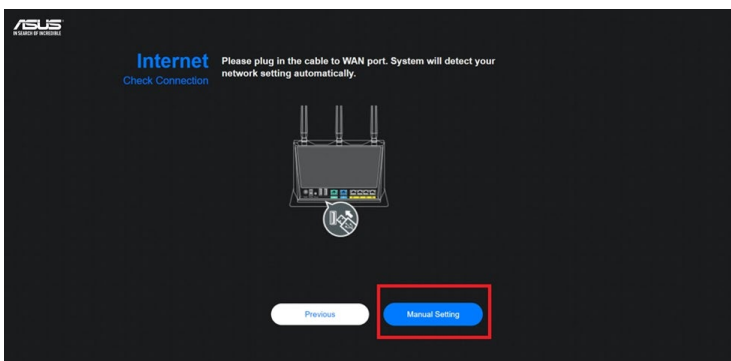 ASUS
IN SEARCH OF INCREDIBLE
Internet
Check Connection
Please plug in the cable to WAN port. System will detect your
network setting automatically.
Previous
Manual Setting